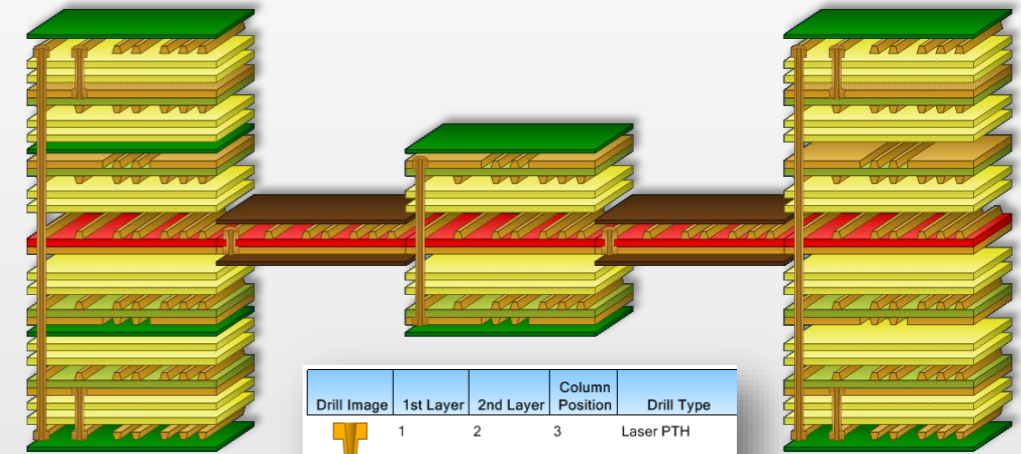 Drill Image 1st Layer 2nd Layer Column Position Drill Type
1 2 3 Laser PTH